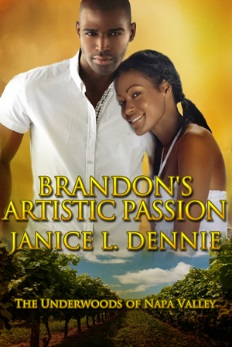 BRANDON'S
ARTISTIC PASSION
JANICE L. DENNIE
THE UNDERWOODS OF NAPA VALLEY